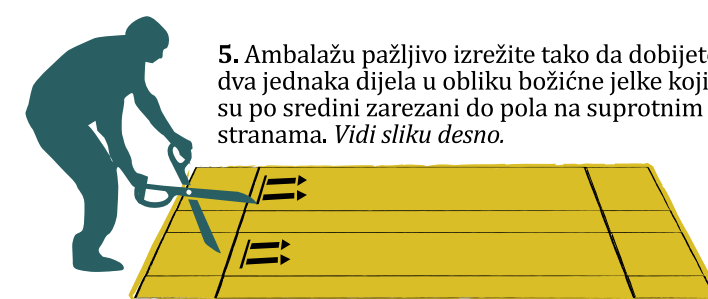 5. Ambalažu pažljivo izrežite tako da dobijete
dva jednaka dijela u obliku božićne jelke koji
su po sredini zarezani do pola na suprotnim
stranama. Vidi sliku desno.